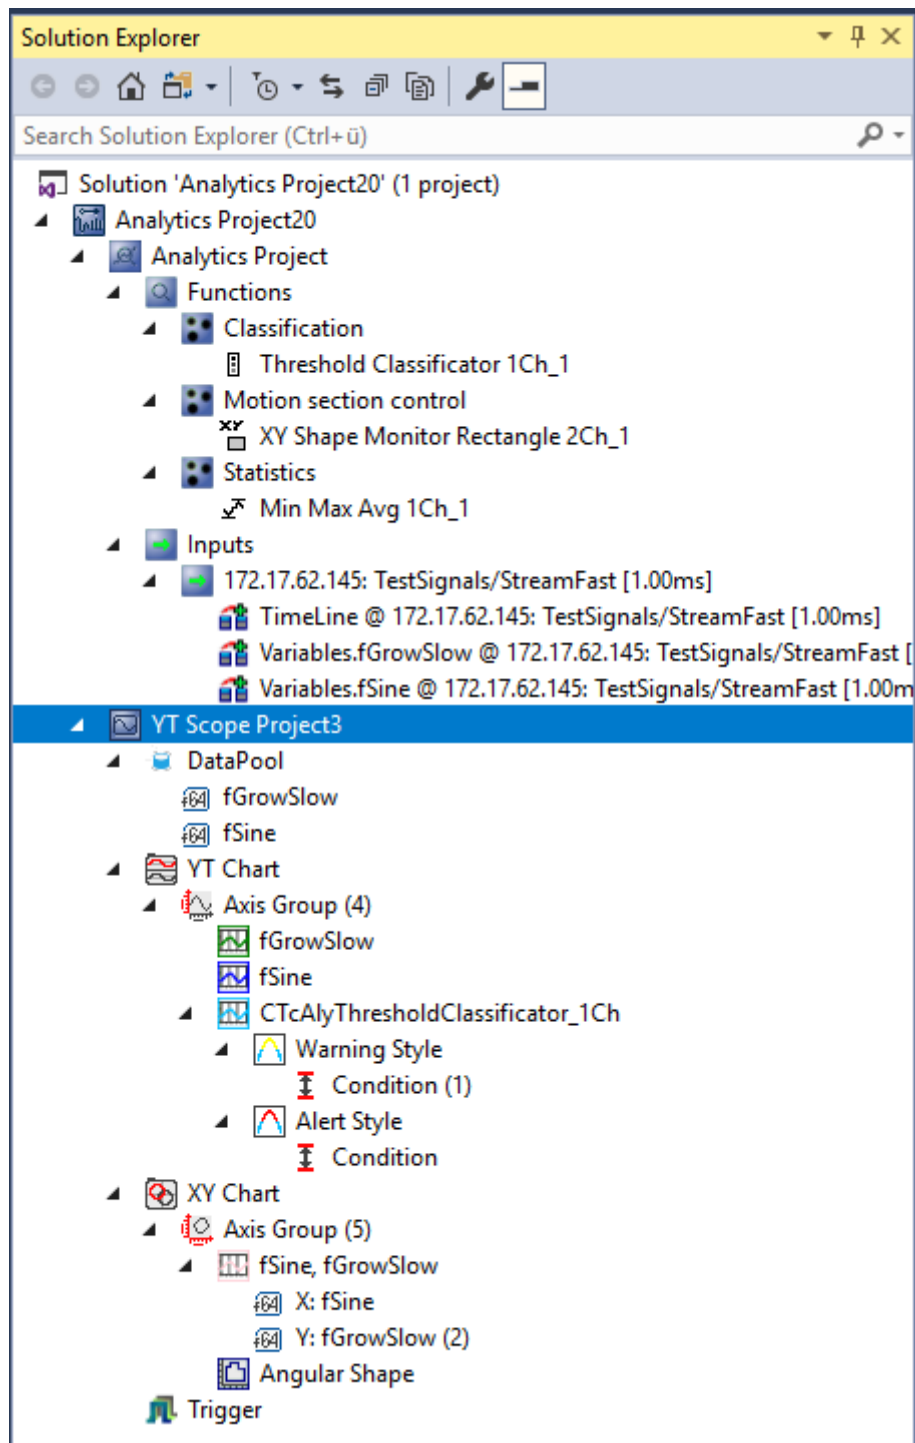 Solution Explorer
Search Solution Explorer (Ctrl+ü)
Solution 'Analytics Project20' (1 project)
Analytics Project20
Analytics Project
Functions
Classification
Threshold Classificator 1Ch_1
Motion section control
XY Shape Monitor Rectangle 2Ch_1
Statistics
Min Max Avg 1Ch_1
Inputs
172.17.62.145: TestSignals/StreamFast [1.00ms]
TimeLine @ 172.17.62.145: TestSignals/StreamFast [1.00ms]
Variables.fGrowSlow @ 172.17.62.145: TestSignals/StreamFast [
Variables.fSine @ 172.17.62.145: TestSignals/StreamFast [1.00m
YT Scope Project3
DataPool
f64 fGrowSlow
f64 fSine
YT Chart
Axis Group (4)
fGrowSlow
fSine
CTcAlyThresholdClassificator_1Ch
Warning Style
Condition (1)
Alert Style
Condition
XY Chart
Axis Group (5)
fSine, fGrowSlow
f64 X: fSine
f64 Y: fGrowSlow (2)
Angular Shape
Trigger